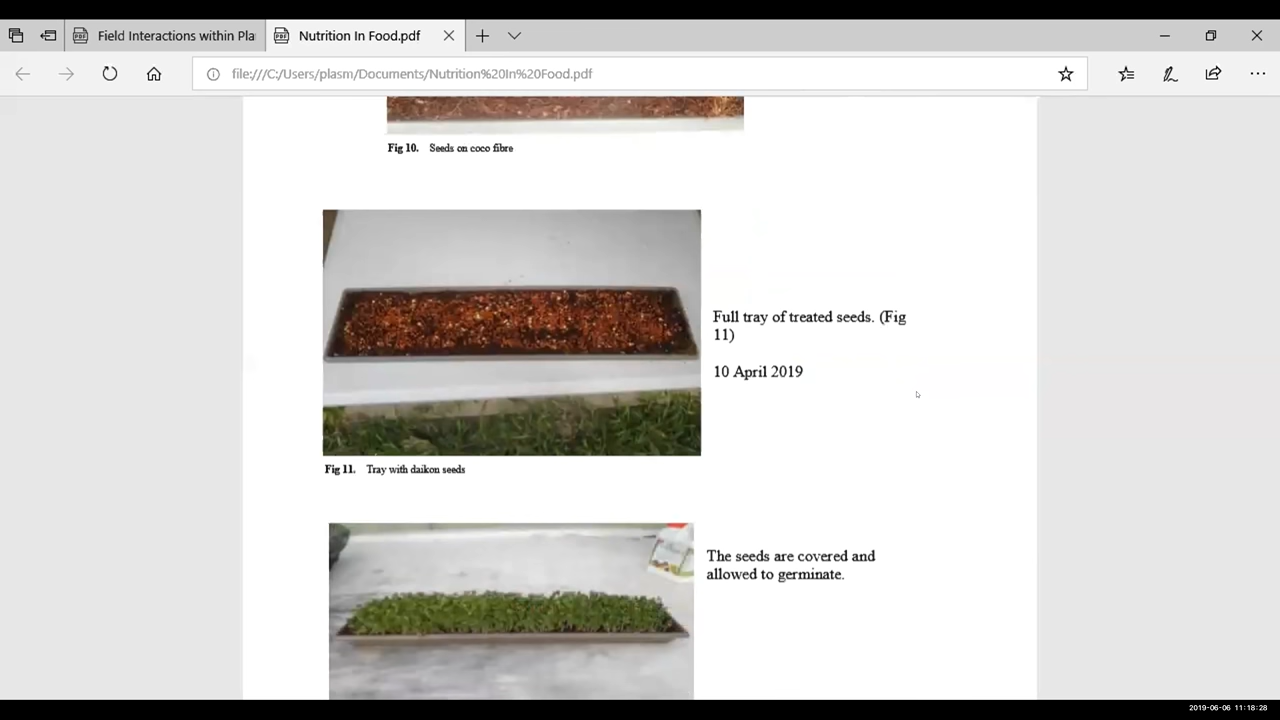 Field Interactions within Pla
Nutrition In Food.pdf
file:///C:/Users/plasm/Documents/Nutrition%20In%20Food.pdf
Fig 10. Seeds on coco fibre
Full tray of treated seeds. (Fig
11)
10 April 2019
Fig 11. Tray with daikon seeds
The seeds are covered and
allowed to germinate.
2019-06-06 11:18:28